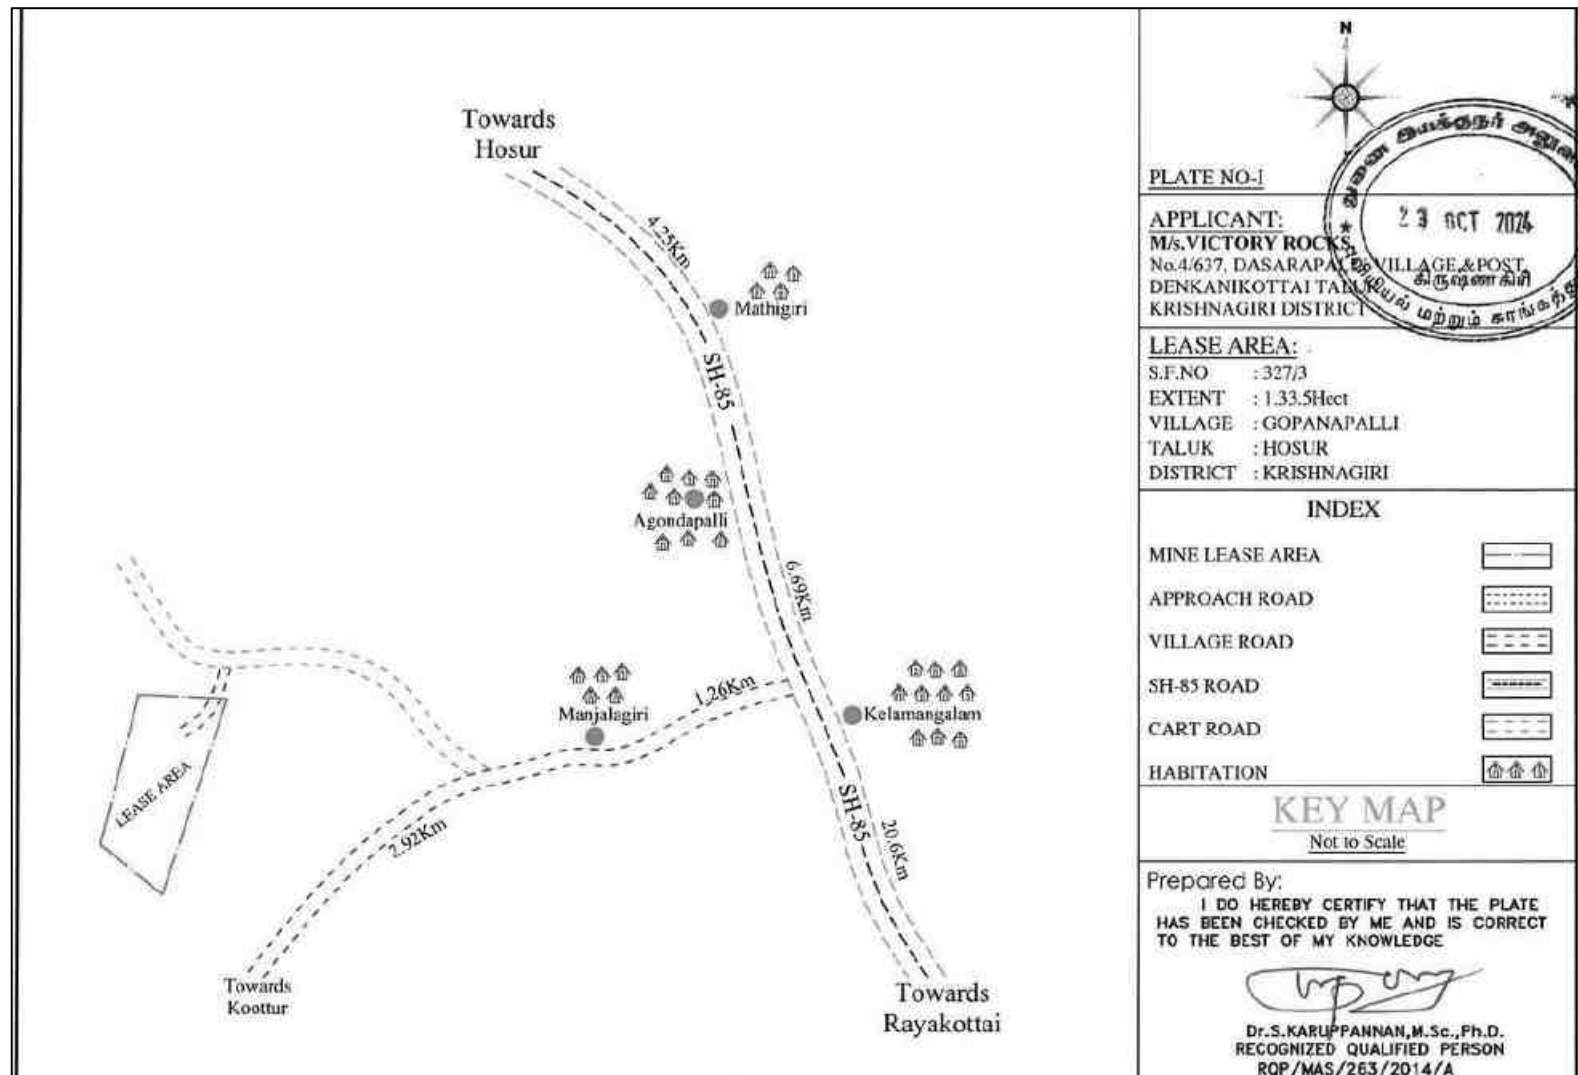 Towards
Hosur
4.25Km
Mathigiri
SH-85
Agondapalli
6.69Km
Manjalagiri
1.26Km
Kelamangalam
LEASE AREA
2.92Km
SH-85
20.6Km
Towards
Koottur
Towards
Rayakottai
N
PLATE NO-I
துணை இயக்குநர்
23 OCT 2024
கிருஷ்ணகிரி
மற்றும்
APPLICANT:
M/s.VICTORY ROCKS,
No.4/637, VILLAGE & POST,
DENKANIKOTTAI
KRISHNAGIRI DISTRICT
LEASE AREA:
S.F.NO : 327/3
EXTENT : 1.33.5Hect
VILLAGE : GOPANAPALLI
TALUK : HOSUR
DISTRICT : KRISHNAGIRI
INDEX
MINE LEASE AREA
APPROACH ROAD
VILLAGE ROAD
SH-85 ROAD
CART ROAD
HABITATION
KEY MAP
Not to Scale
Prepared By:
I DO HEREBY CERTIFY THAT THE PLATE
HAS BEEN CHECKED BY ME AND IS CORRECT
TO THE BEST OF MY KNOWLEDGE
Dr.S.KARUPPANNAN,M.Sc.,Ph.D.
RECOGNIZED QUALIFIED PERSON
RQP/MAS/263/2014/A